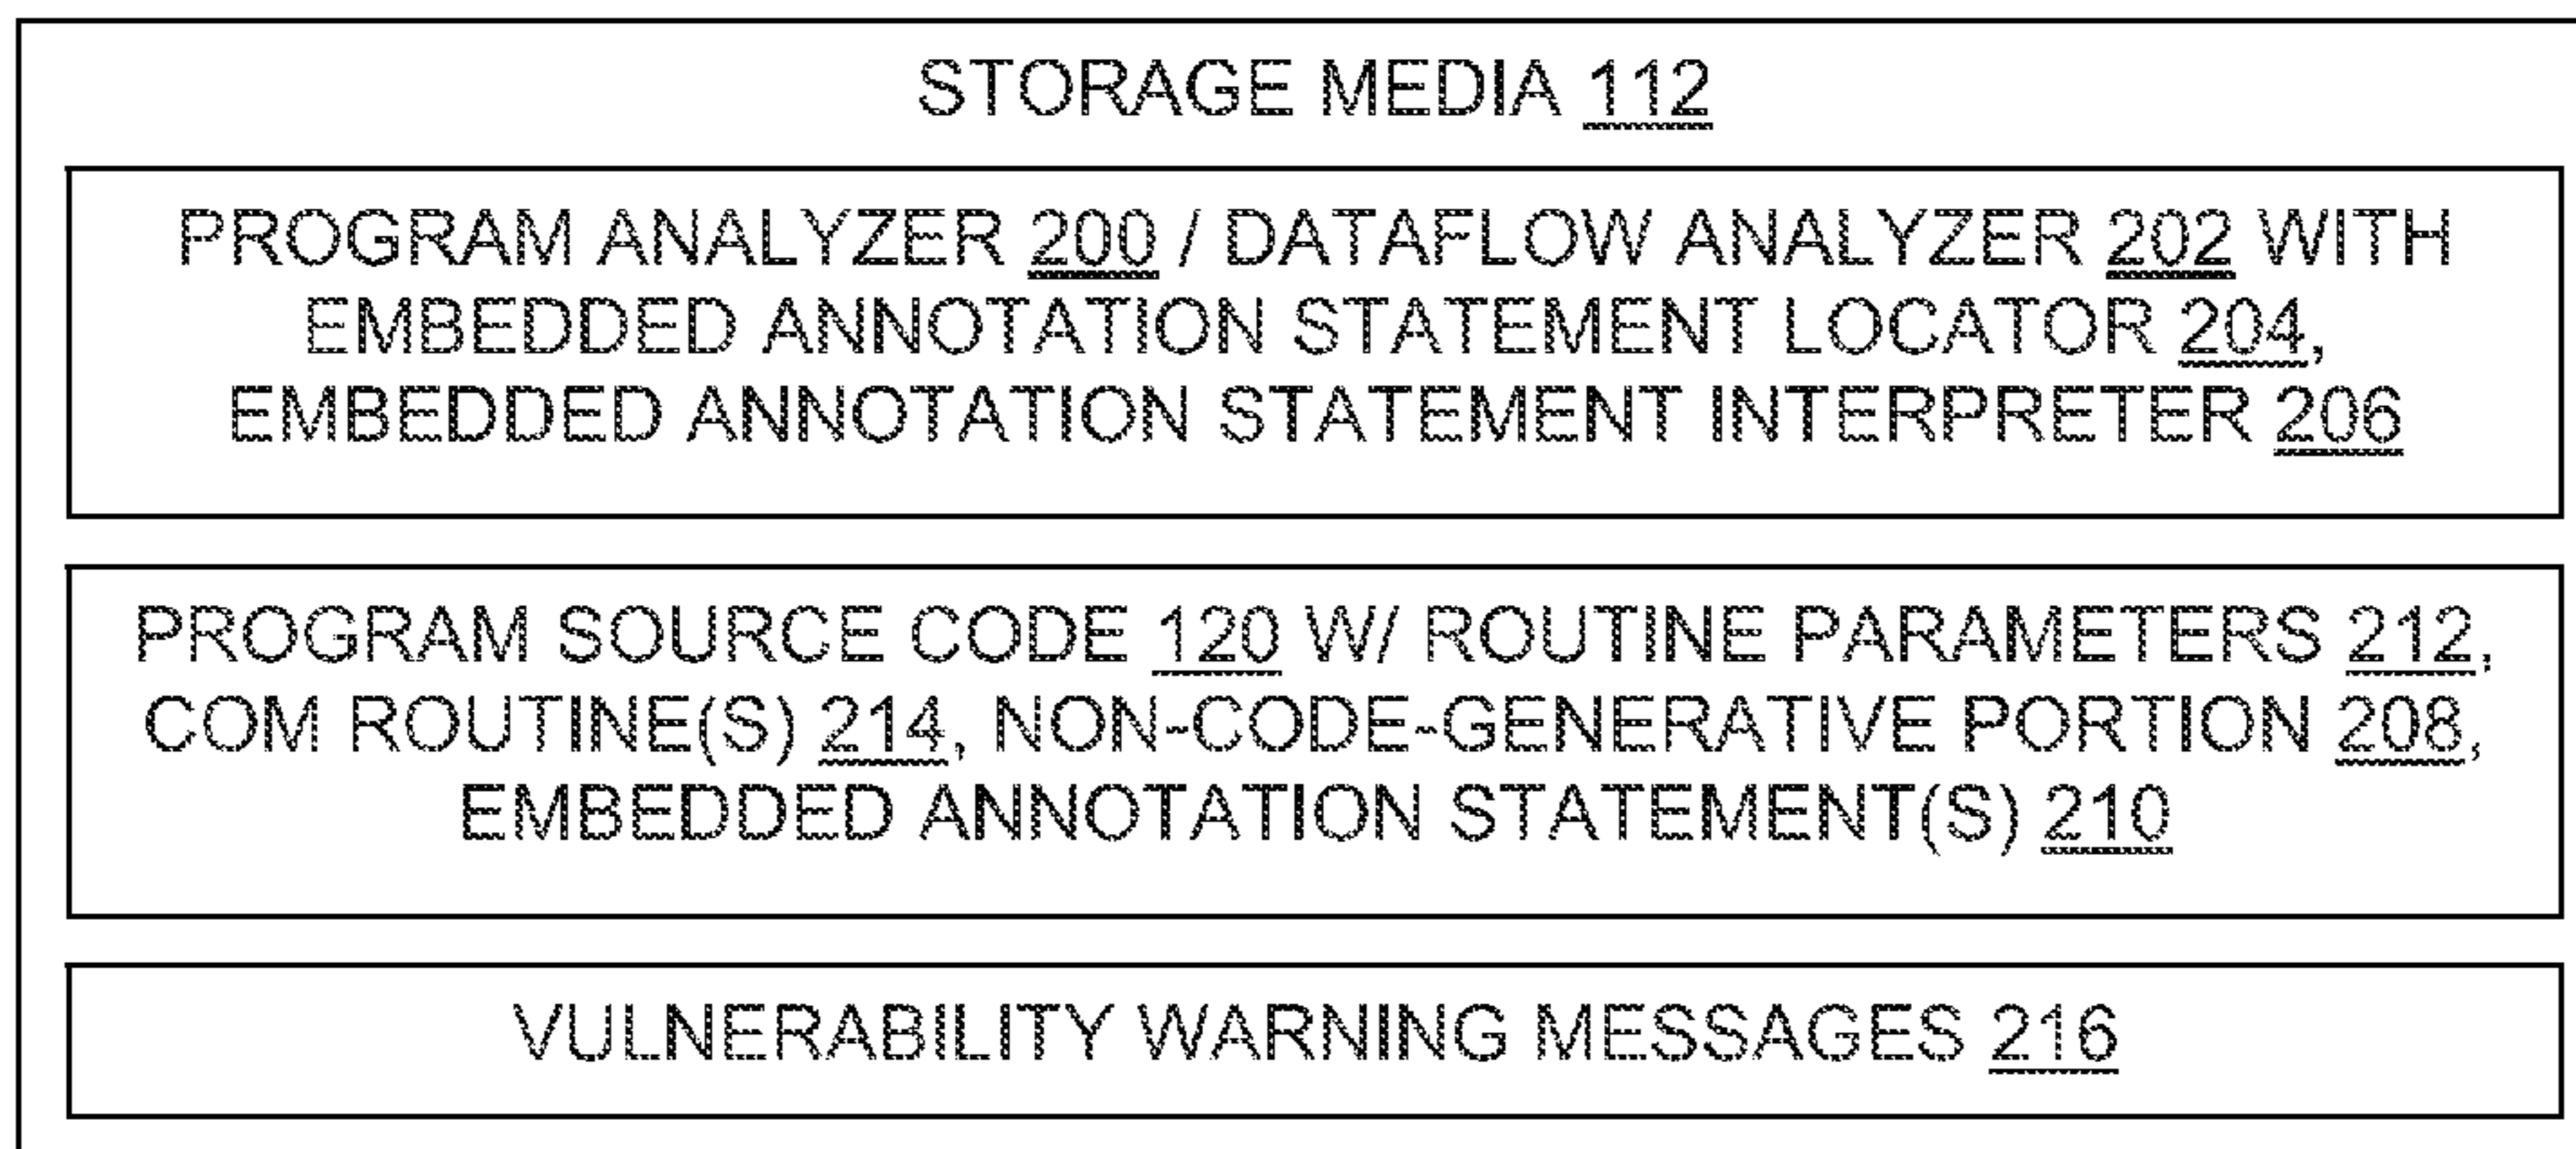 STORAGE MEDIA 112
PROGRAM ANALYZER 200 / DATAFLOW ANALYZER 202 WITH
EMBEDDED ANNOTATION STATEMENT LOCATOR 204,
EMBEDDED ANNOTATION STATEMENT INTERPRETER 206
PROGRAM SOURCE CODE 120 W/ ROUTINE PARAMETERS 212,
COM ROUTINE(S) 214, NON-CODE-GENERATIVE PORTION 208,
EMBEDDED ANNOTATION STATEMENT(S) 210
VULNERABILITY WARNING MESSAGES 216